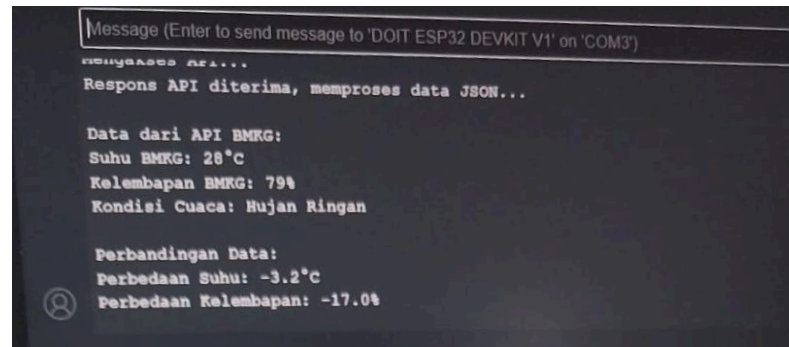 Message (Enter to send message to 'DOIT ESP32 DEVKIT V1' on 'COM3')
Mengakses API...
Respons API diterima, memproses data JSON...
Data dari API BMKG:
Suhu BMKG: 28°C
Kelembapan BMKG: 79%
Kondisi Cuaca: Hujan Ringan
Perbandingan Data:
Perbedaan Suhu: -3.2°C
Perbedaan Kelembapan: -17.0%